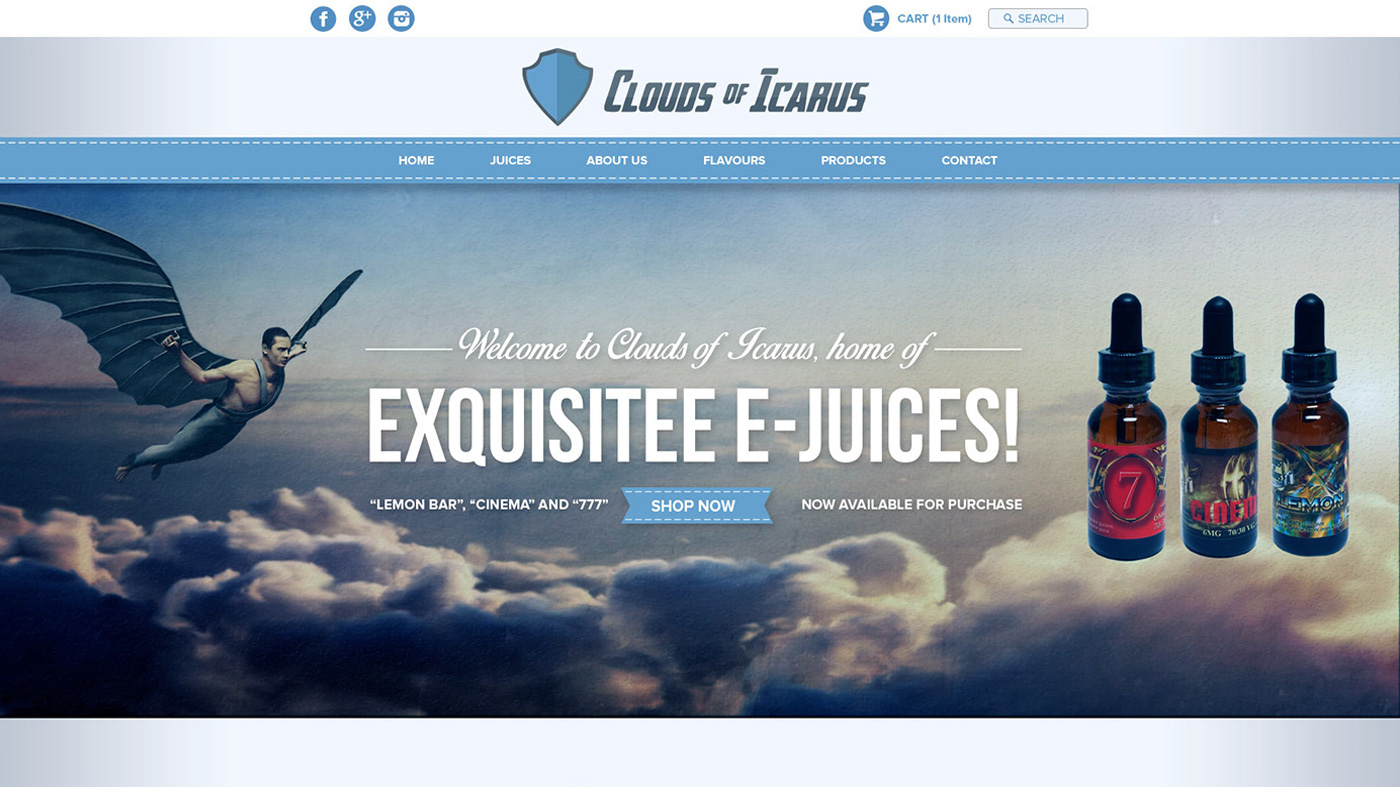 CART (1 Item)
SEARCH
CLOUDS OF ICARUS
HOME JUICES ABOUT US FLAVOURS PRODUCTS CONTACT
Welcome to Clouds of Icarus, home of
EXQUISITEE E-JUICES!
“LEMON BAR”, “CINEMA” AND “777” SHOP NOW NOW AVAILABLE FOR PURCHASE
7
LEMON
6MG 70/30 VG